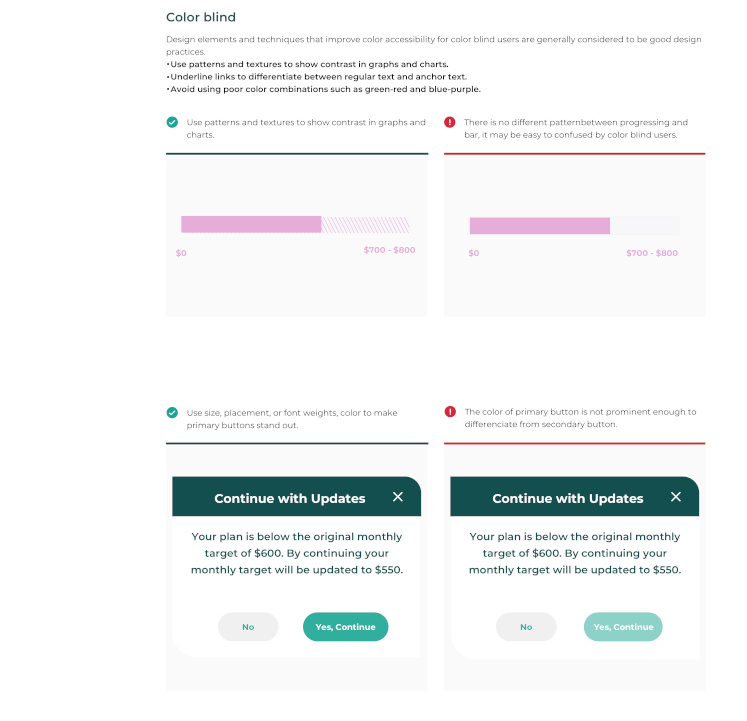 Color blind
Design elements and techniques that improve color accessibility for color blind users are generally considered to be good design
practices.
•Use patterns and textures to show contrast in graphs and charts.
•Underline links to differentiate between regular text and anchor text.
•Avoid using poor color combinations such as green-red and blue-purple.
Use patterns and textures to show contrast in graphs and
charts.
There is no different patternbetween progressing and
bar, it may be easy to confused by color blind users.
$0
$700 - $800
$0
$700 - $800
Use size, placement, or font weights, color to make
primary buttons stand out.
The color of primary button is not prominent enough to
differenciate from secondary button.
Continue with Updates
Your plan is below the original monthly
target of $600. By continuing your
monthly target will be updated to $550.
No
Yes, Continue
Continue with Updates
Your plan is below the original monthly
target of $600. By continuing your
monthly target will be updated to $550.
No
Yes, Continue